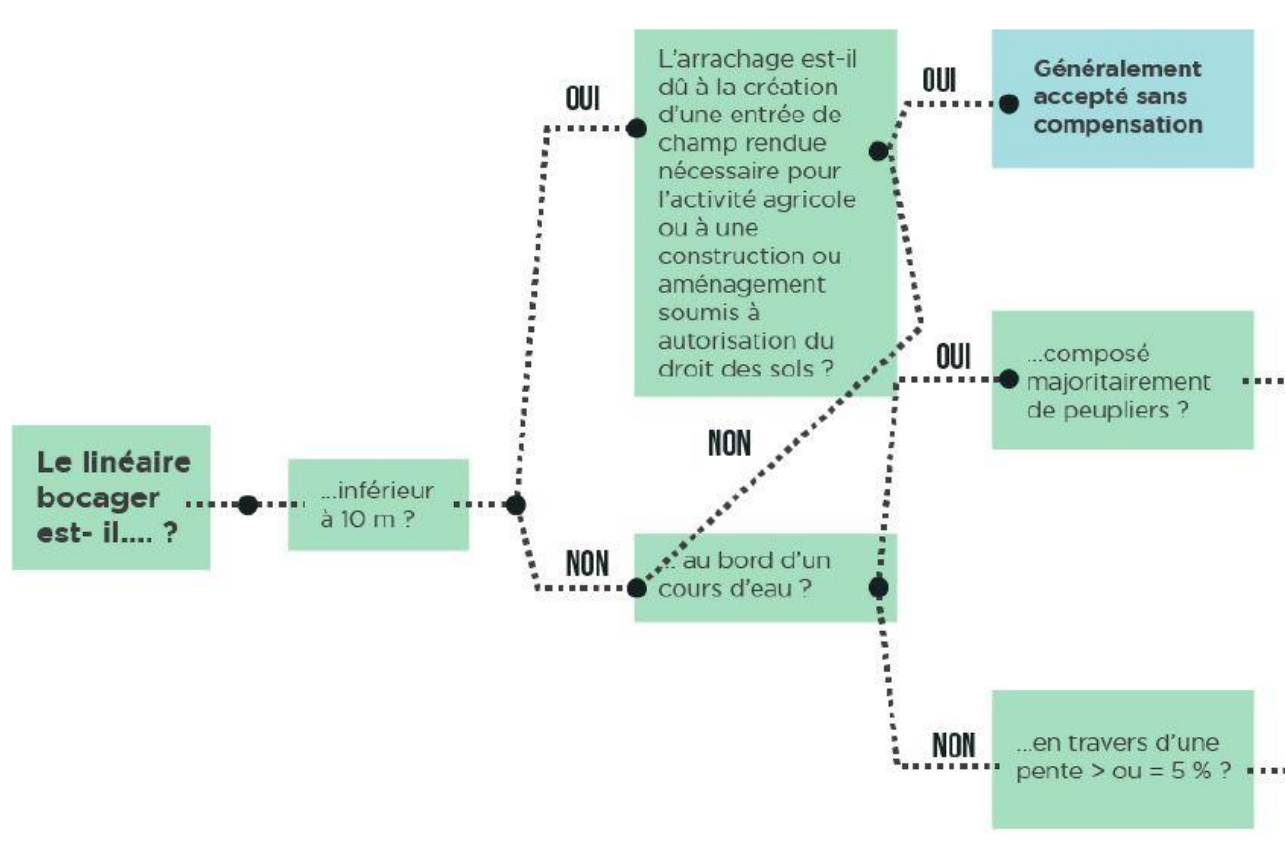 Le linéaire
bocager
est- il.... ?
...inférieur
à 10 m ?
OUI
L'arrachage est-il
dû à la création
d'une entrée de
champ rendue
nécessaire pour
l'activité agricole
ou à une
construction ou
aménagement
soumis à
autorisation du
droit des sols ?
OUI
Généralement
accepté sans
compensation
NON
NON
... au bord d'un
cours d'eau ?
OUI
...composé
majoritairement
de peupliers ?
NON
...en travers d'une
pente > ou = 5 % ?